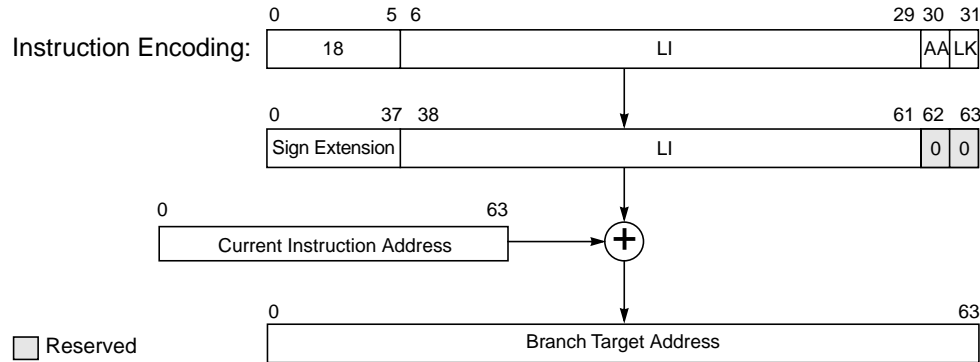 0 5 6 29 30 31
Instruction Encoding: 18 LI AA LK
0 37 38 61 62 63
Sign Extension LI 0 0
0 63
Current Instruction Address +
0 63
Reserved Branch Target Address